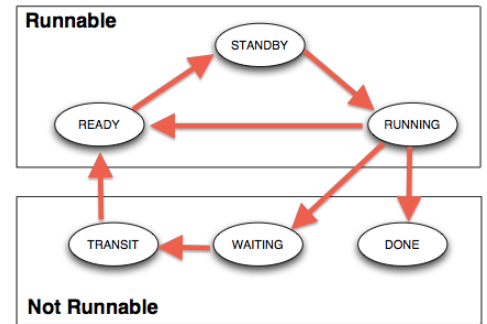 Runnable
STANDBY
READY
RUNNING
TRANSIT
WAITING
DONE
Not Runnable